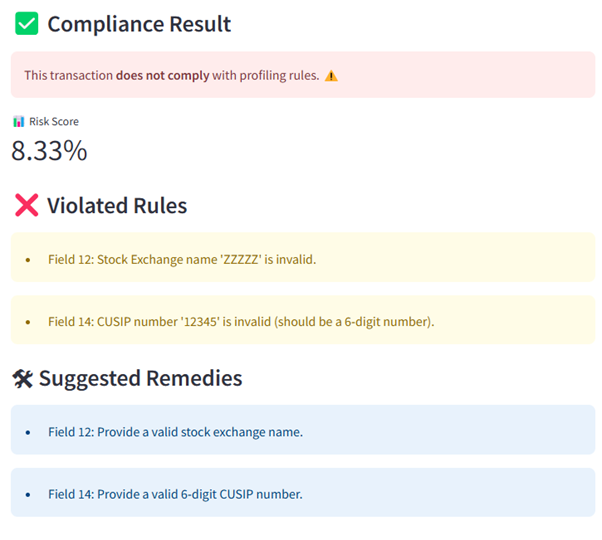 Compliance Result
This transaction does not comply with profiling rules.
Risk Score
8.33%
Violated Rules
• Field 12: Stock Exchange name 'ZZZZZ' is invalid.
• Field 14: CUSIP number '12345' is invalid (should be a 6-digit number).
Suggested Remedies
• Field 12: Provide a valid stock exchange name.
• Field 14: Provide a valid 6-digit CUSIP number.